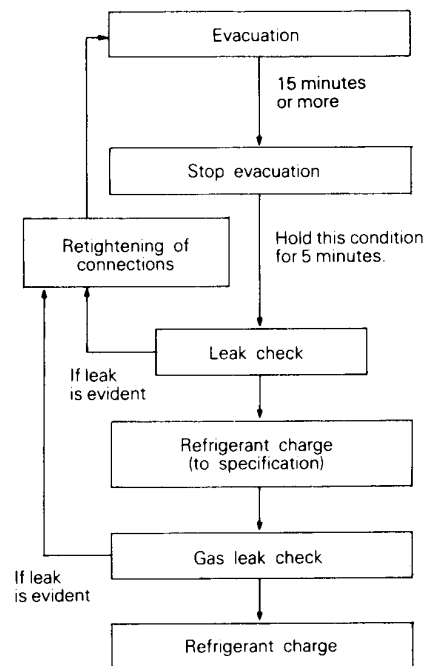 Evacuation
15 minutes
or more
Stop evacuation
Hold this condition
for 5 minutes.
Retightening of
connections
Leak check
If leak
is evident
Refrigerant charge
(to specification)
Gas leak check
If leak
is evident
Refrigerant charge